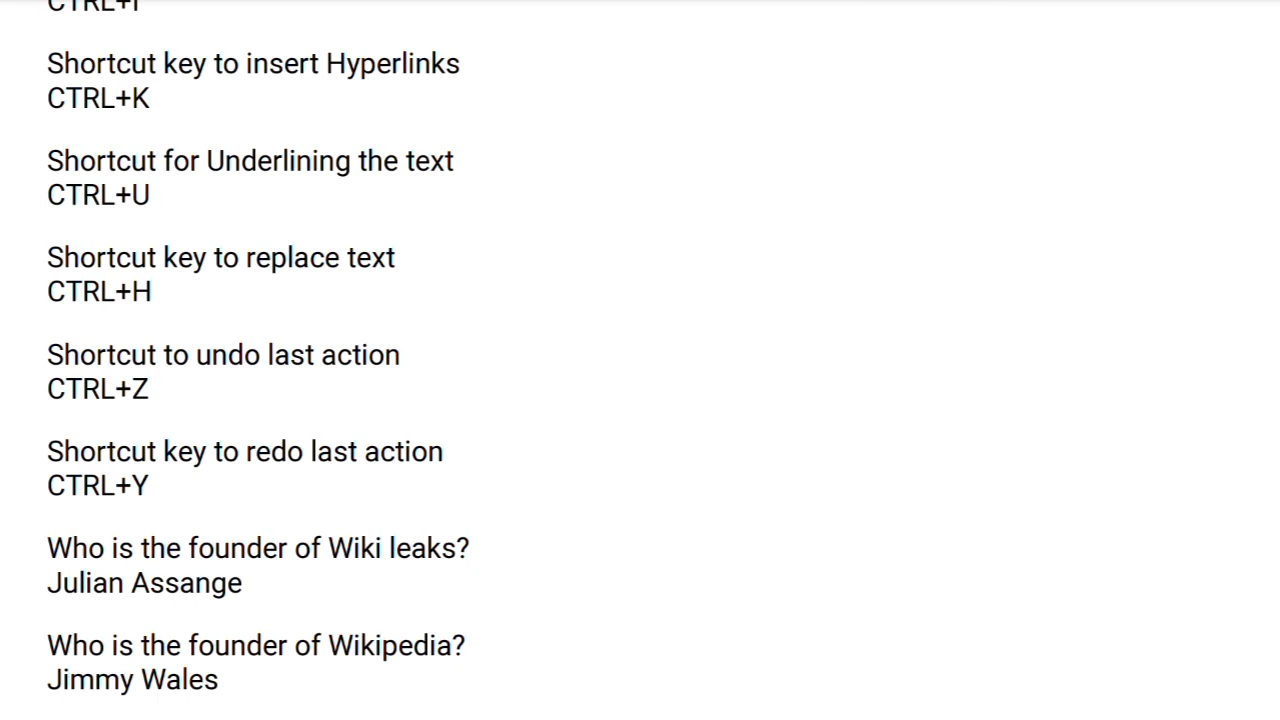 CTRL+I
Shortcut key to insert Hyperlinks
CTRL+K
Shortcut for Underlining the text
CTRL+U
Shortcut key to replace text
CTRL+H
Shortcut to undo last action
CTRL+Z
Shortcut key to redo last action
CTRL+Y
Who is the founder of Wiki leaks?
Julian Assange
Who is the founder of Wikipedia?
Jimmy Wales